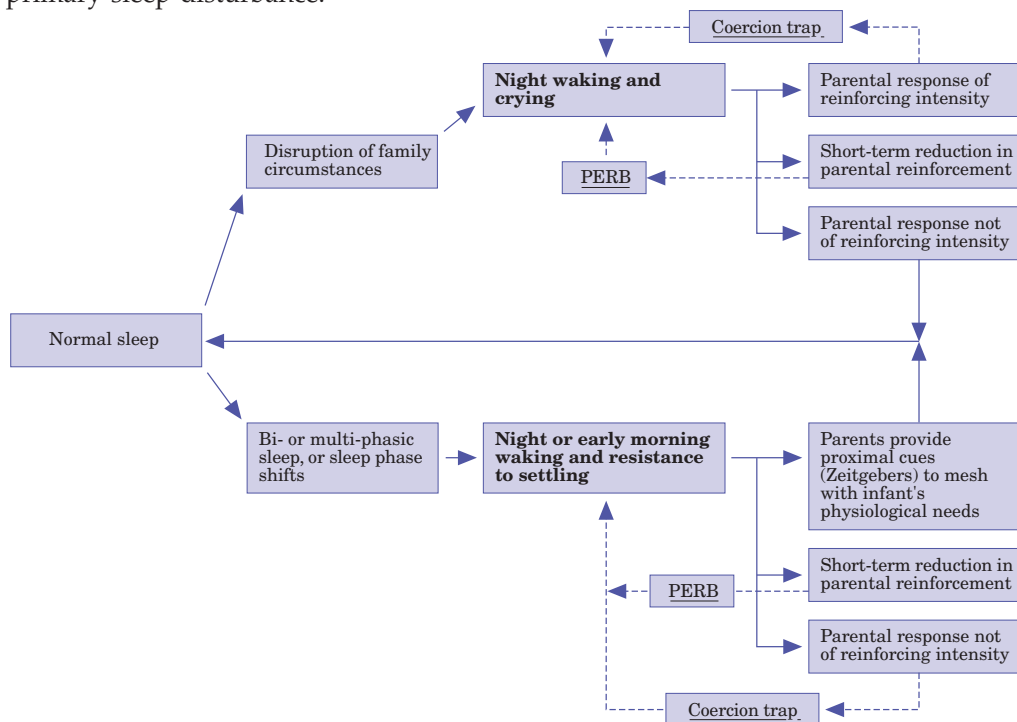 primary sleep disturbance.
Coercion trap
Night waking and
crying
Parental response of
reinforcing intensity
Disruption of family
circumstances
Short-term reduction in
parental reinforcement
PERB
Parental response not
of reinforcing intensity
Normal sleep
Bi- or multi-phasic
sleep, or sleep phase
shifts
Night or early morning
waking and resistance
to settling
Parents provide
proximal cues
(Zeitgebers) to mesh
with infant's
physiological needs
Short-term reduction in
parental reinforcement
PERB
Parental response not
of reinforcing intensity
Coercion trap